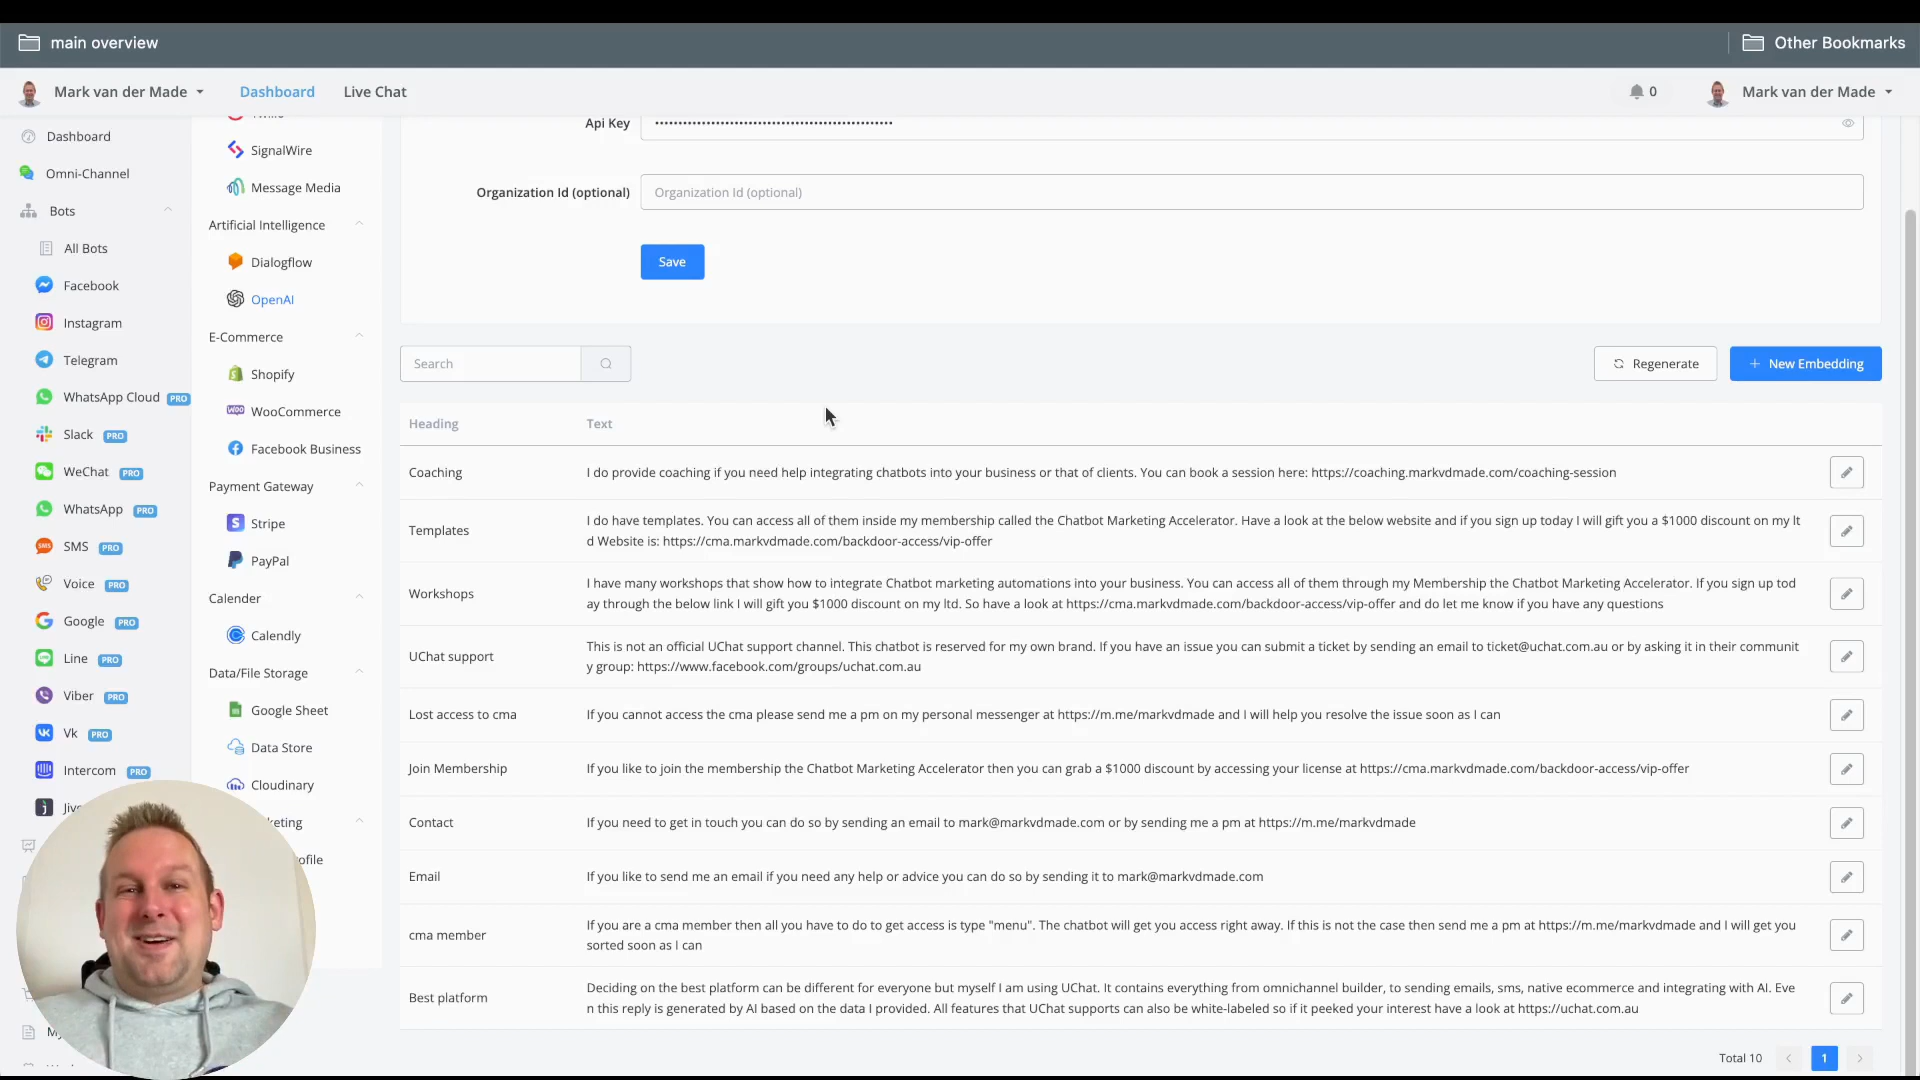 main overview
Other Bookmarks
Mark van der Made
Dashboard
Live Chat
0
Mark van der Made
Dashboard
Omni-Channel
Bots
All Bots
Facebook
Instagram
Telegram
WhatsApp Cloud PRO
Slack PRO
WeChat PRO
WhatsApp PRO
SMS PRO
Voice PRO
Google PRO
Line PRO
Viber PRO
Vk PRO
Intercom PRO
SignalWire
Message Media
Artificial Intelligence
Dialogflow
OpenAI
E-Commerce
Shopify
WooCommerce
Facebook Business
Payment Gateway
Stripe
PayPal
Calender
Calendly
Data/File Storage
Google Sheet
Data Store
Cloudinary
Api Key
Organization Id (optional)
Organization Id (optional)
Save
Search
Regenerate
+ New Embedding
Heading Text
Coaching
I do provide coaching if you need help integrating chatbots into your business or that of clients. You can book a session here: https://coaching.markvdmade.com/coaching-session
Templates
I do have templates. You can access all of them inside my membership called the Chatbot Marketing Accelerator. Have a look at the below website and if you sign up today I will gift you a $1000 discount on my lt
d Website is: https://cma.markvdmade.com/backdoor-access/vip-offer
Workshops
I have many workshops that show how to integrate Chatbot marketing automations into your business. You can access all of them through my Membership the Chatbot Marketing Accelerator. If you sign up tod
ay through the below link I will gift you $1000 discount on my ltd. So have a look at https://cma.markvdmade.com/backdoor-access/vip-offer and do let me know if you have any questions
UChat support
This is not an official UChat support channel. This chatbot is reserved for my own brand. If you have an issue you can submit a ticket by sending an email to ticket@uchat.com.au or by asking it in their communit
y group: https://www.facebook.com/groups/uchat.com.au
Lost access to cma
If you cannot access the cma please send me a pm on my personal messenger at https://m.me/markvdmade and I will help you resolve the issue soon as I can
Join Membership
If you like to join the membership the Chatbot Marketing Accelerator then you can grab a $1000 discount by accessing your license at https://cma.markvdmade.com/backdoor-access/vip-offer
Contact
If you need to get in touch you can do so by sending an email to mark@markvdmade.com or by sending me a pm at https://m.me/markvdmade
Email
If you like to send me an email if you need any help or advice you can do so by sending it to mark@markvdmade.com
cma member
If you are a cma member then all you have to do to get access is type "menu". The chatbot will get you access right away. If this is not the case then send me a pm at https://m.me/markvdmade and I will get you
sorted soon as I can
Best platform
Deciding on the best platform can be different for everyone but myself I am using UChat. It contains everything from omnichannel builder, to sending emails, sms, native ecommerce and integrating with AI. Eve
n this reply is generated by AI based on the data I provided. All features that UChat supports can also be white-labeled so if it peeked your interest have a look at https://uchat.com.au
Total 10
1